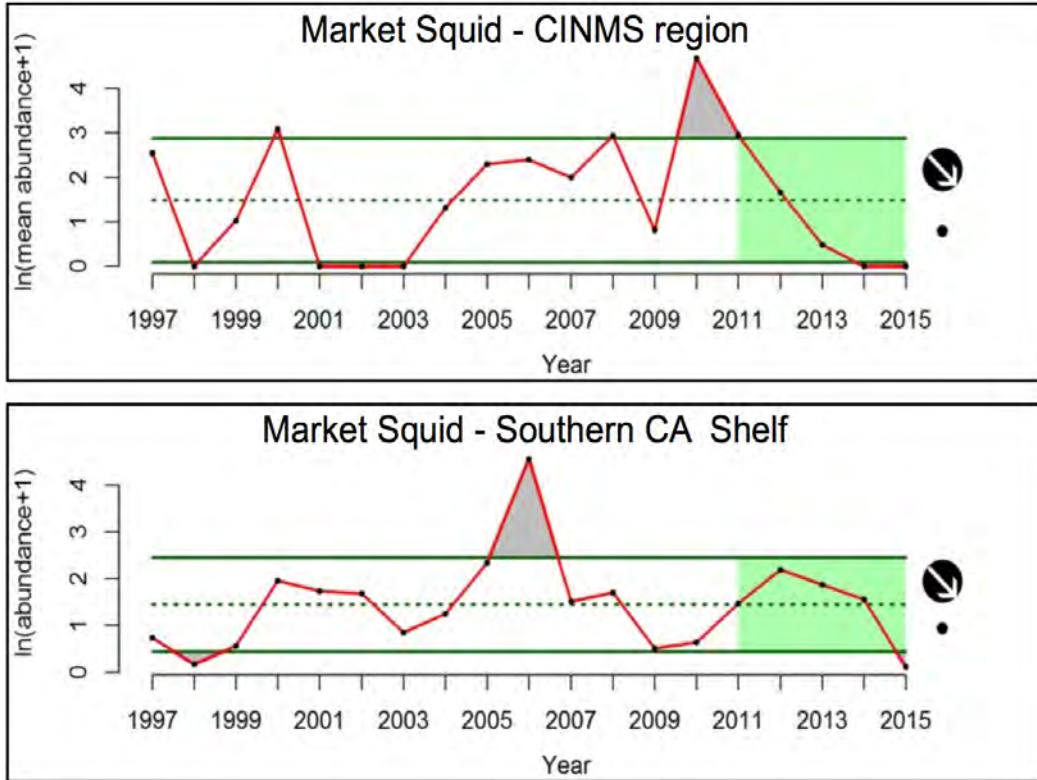 Market Squid - CINMS region
ln(mean abundance+1)
4
3
2
1
0
1997 1999 2001 2003 2005 2007 2009 2011 2013 2015
Year
Market Squid - Southern CA Shelf
ln(abundance+1)
4
3
2
1
0
1997 1999 2001 2003 2005 2007 2009 2011 2013 2015
Year